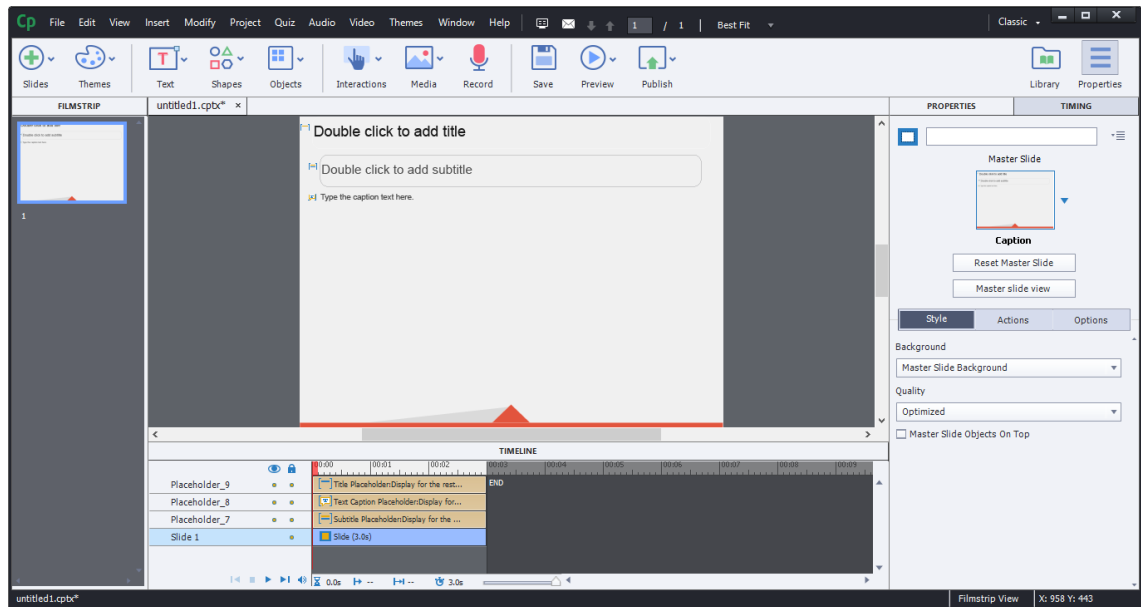 Cp File Edit View Insert Modify Project Quiz Audio Video Themes Window Help 1 / 1 Best Fit Classic
Slides Themes Text Shapes Objects Interactions Media Record Save Preview Publish Library Properties
FILMSTRIP untitled1.cptx* × PROPERTIES TIMING
Double click to add title
Double click to add subtitle
Type the caption text here.
1
Master Slide
Caption
Reset Master Slide
Master slide view
Style Actions Options
Background
Master Slide Background
Quality
Optimized
Master Slide Objects On Top
TIMELINE
00:00 00:01 00:02 00:03 00:04 00:05 00:06 00:07 00:08 00:09
Placeholder_9 Title Placeholder:Display for the rest... END
Placeholder_8 Text Caption Placeholder:Display for...
Placeholder_7 Subtitle Placeholder:Display for the ...
Slide 1 Slide (3.0s)
0.0s -- -- 3.0s
untitled1.cptx* Filmstrip View X: 958 Y: 443